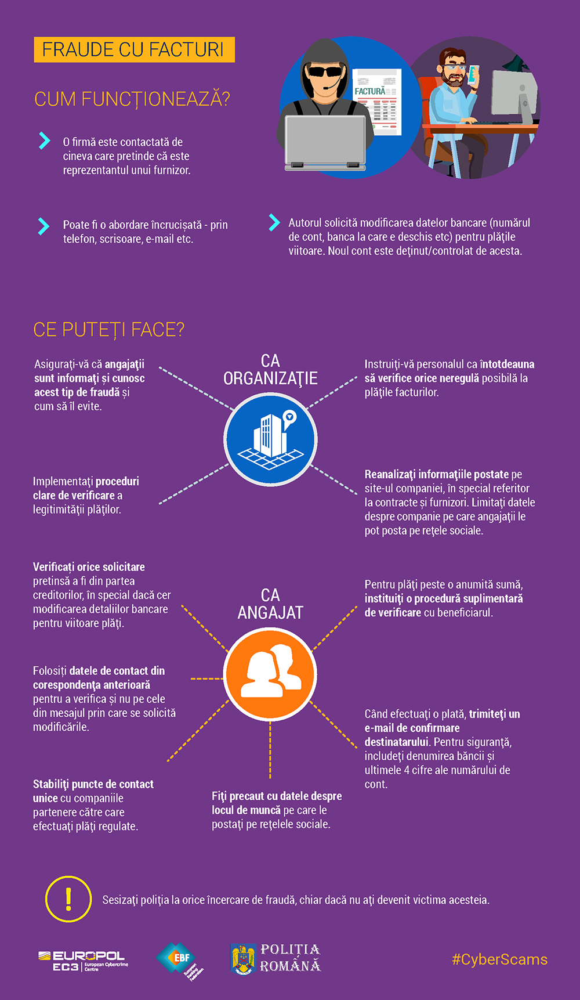 FRAUDE CU FACTURI
CUM FUNCȚIONEAZĂ?
O firmă este contactată de
cineva care pretinde că este
reprezentantul unui furnizor.
FACTURĂ
Poate fi o abordare încrucișată - prin
telefon, scrisoare, e-mail etc.
Autorul solicită modificarea datelor bancare (numărul
de cont, banca la care e deschis etc) pentru plățile
viitoare. Noul cont este deținut/controlat de acesta.
CE PUTEȚI FACE?
Asigurați-vă că angajații
sunt informați și cunosc
acest tip de fraudă și
cum să îl evite.
CA
ORGANIZAȚIE
Instruiți-vă personalul ca întotdeauna
să verifice orice neregulă posibilă la
plățile facturilor.
Implementați proceduri
clare de verificare a
legitimității plăților.
Reanalizați informațiile postate pe
site-ul companiei, în special referitor
la contracte și furnizori. Limitați datele
despre companie pe care angajații le
pot posta pe rețele sociale.
Verificați orice solicitare
pretinsă a fi din partea
creditorilor, în special dacă cer
modificarea detaliilor bancare
pentru viitoare plăți.
CA
ANGAJAT
Pentru plăți peste o anumită sumă,
instituiți o procedură suplimentară
de verificare cu beneficiarul.
Folosiți datele de contact din
corespondența anterioară
pentru a verifica și nu pe cele
din mesajul prin care se solicită
modificările.
Când efectuați o plată, trimiteți un
e-mail de confirmare
destinatarului. Pentru siguranță,
includeți denumirea băncii și
ultimele 4 cifre ale numărului de
cont.
Stabiliți puncte de contact
unice cu companiile
partenere către care
efectuați plăți regulate.
Fiți precaut cu datele despre
locul de muncă pe care le
postați pe rețelele sociale.
!
Sesizați poliția la orice încercare de fraudă, chiar dacă nu ați devenit victima acesteia.
EUROPOL
EC3 European Cybercrime
Centre
EBF
European
Banking
Federation
POLIȚIA
ROMÂNĂ
#CyberScams